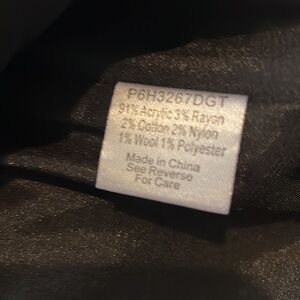 P6H3267DGT
91% Acrylic 3% Rayon
2% Cotton 2% Nylon
1% Wool 1% Polyester
Made in China
See Reverse
For Care